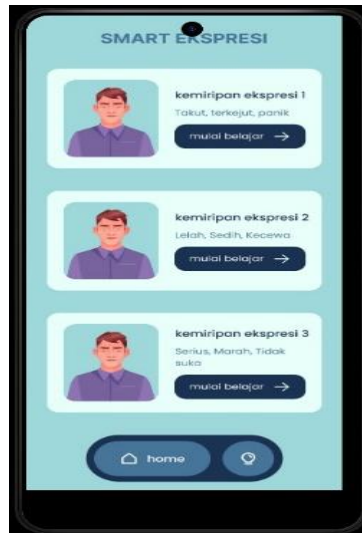 SMART EKSPRESI
kemiripan ekspresi 1
Takut, terkejut, panik
mulai belajar
kemiripan ekspresi 2
Lelah, Sedih, Kecewa
mulai belajar
kemiripan ekspresi 3
Serius, Marah, Tidak
suka
mulai belajar
home